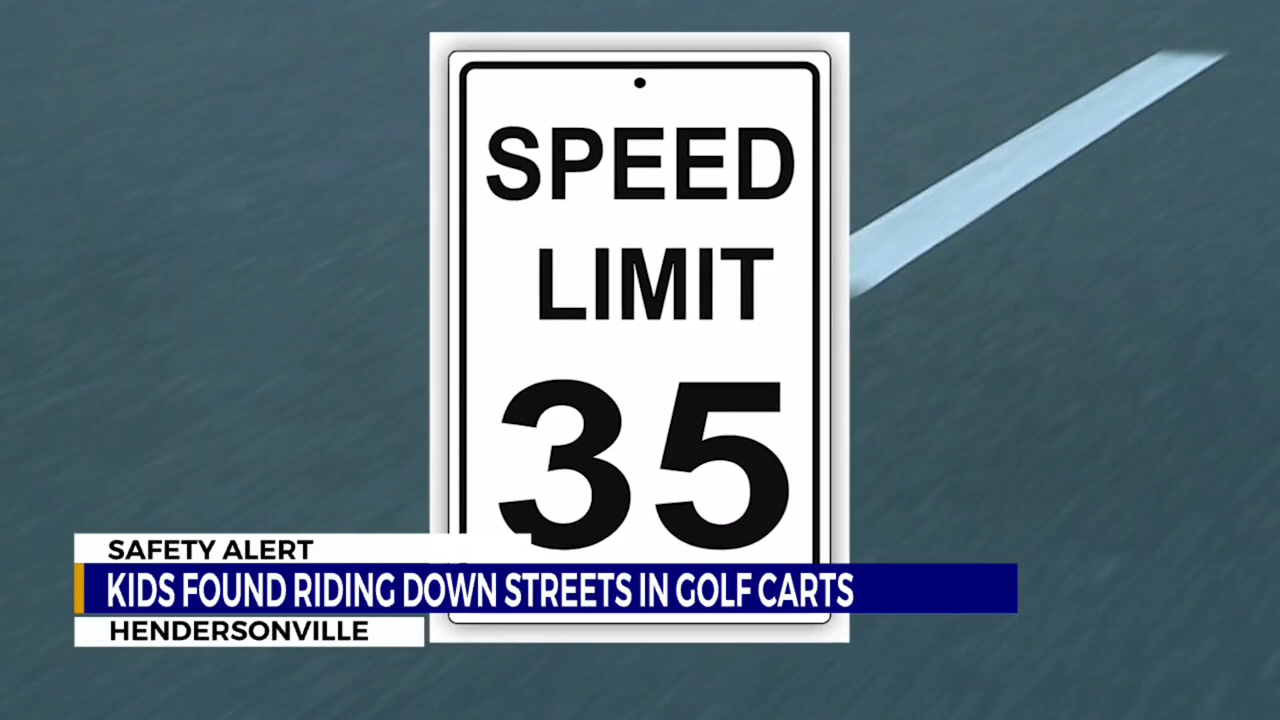 SPEED
LIMIT
35
SAFETY ALERT
KIDS FOUND RIDING DOWN STREETS IN GOLF CARTS
HENDERSONVILLE